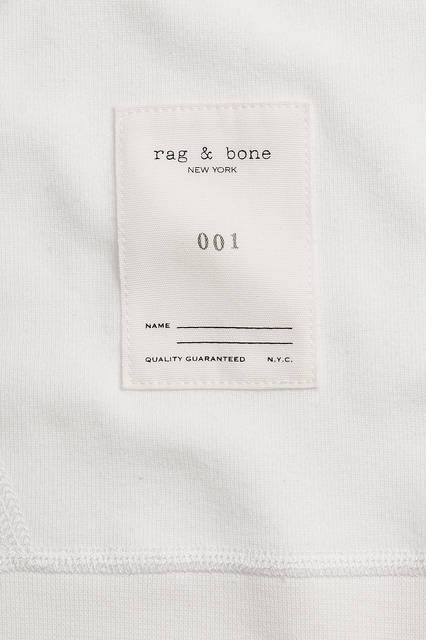 rag & bone
NEW YORK
001
NAME
QUALITY GUARANTEED N.Y.C.